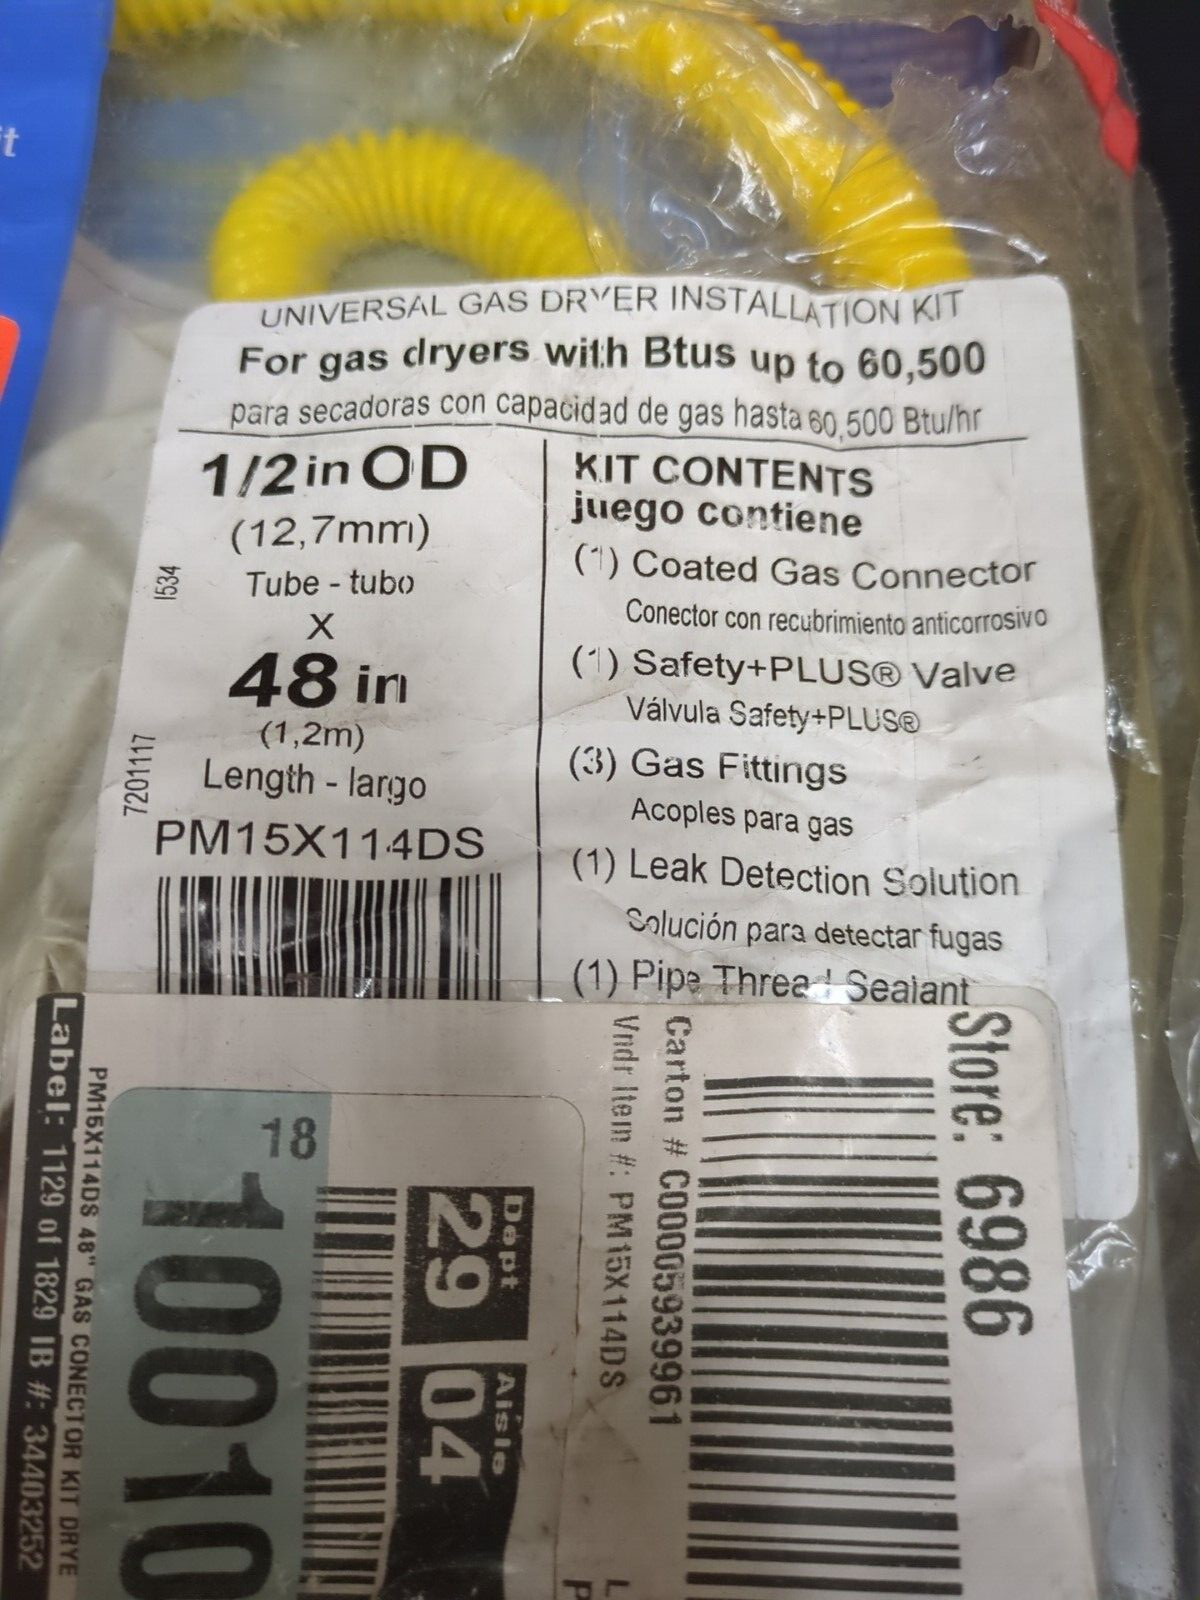 it
UNIVERSAL GAS DRYER INSTALLATION KIT
For gas dryers with Btus up to 60,500
para secadoras con capacidad de gas hasta 60,500 Btu/hr
1/2 in OD
(12,7mm)
Tube - tubo
X
48 in
(1,2m)
Length - largo
PM15X114DS
I534
7201117
KIT CONTENTS
juego contiene
(1) Coated Gas Connector
Conector con recubrimiento anticorrosivo
(1) Safety+PLUS® Valve
Válvula Safety+PLUS®
(3) Gas Fittings
Acoples para gas
(1) Leak Detection Solution
Solución para detectar fugas
(1) Pipe Thread Sealant
Store: 6986
Carton # C00005939961
Vndr Item #: PM15X114DS
Dept
29
Aisle
04
18
10010
PM15X114DS 48" GAS CONECTOR KIT DRYE
Label: 1129 of 1829 IB #: 34403252